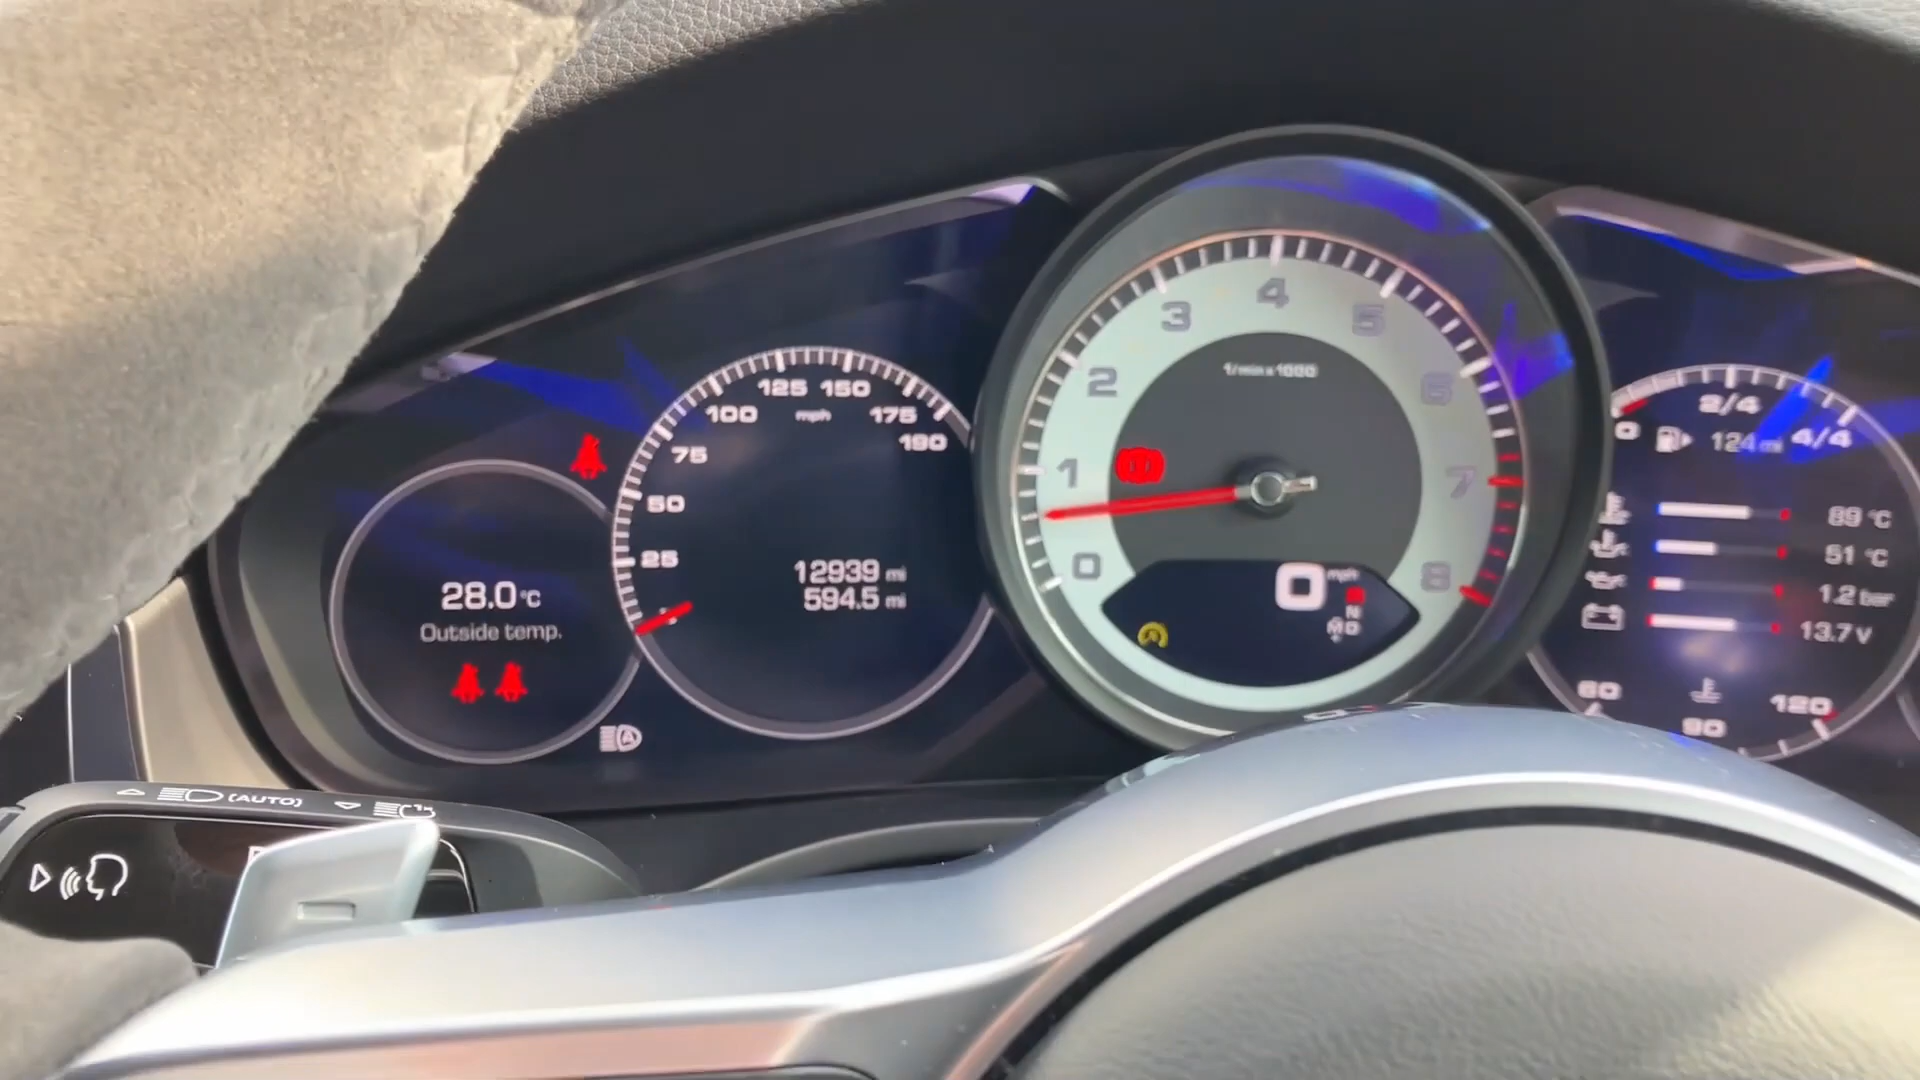 28.0 °C
Outside temp.
25
50
75
100
125
150
175
190
mph
12939 mi
594.5 mi
0
1
2
3
4
5
6
7
8
1/min x 1000
0 mph
N
M D
0
2/4
4/4
124 mi
89 °C
51 °C
1.2 bar
13.7 V
60
90
120
(AUTO)